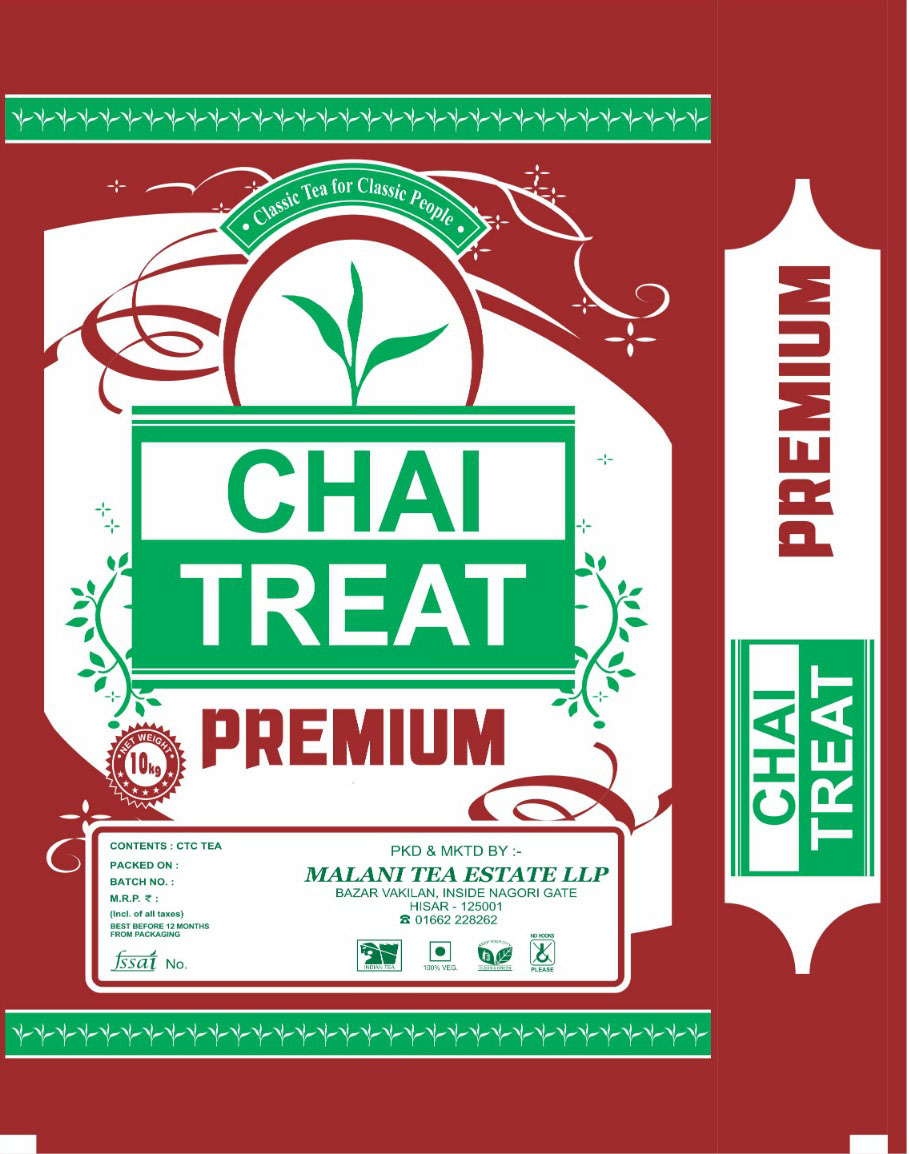 Classic Tea for Classic People
CHAI
TREAT
PREMIUM
NET WEIGHT
10kg
CONTENTS : CTC TEA
PACKED ON :
BATCH NO. :
M.R.P. ₹ :
(incl. of all taxes)
BEST BEFORE 12 MONTHS
FROM PACKAGING
fssai No.
PKD & MKTD BY :-
MALANI TEA ESTATE LLP
BAZAR VAKILAN, INSIDE NAGORI GATE
HISAR - 125001
☎ 01662 228262
INDIAN TEA
100% VEG.
NO HOOKS
PLEASE
PREMIUM
CHAI
TREAT